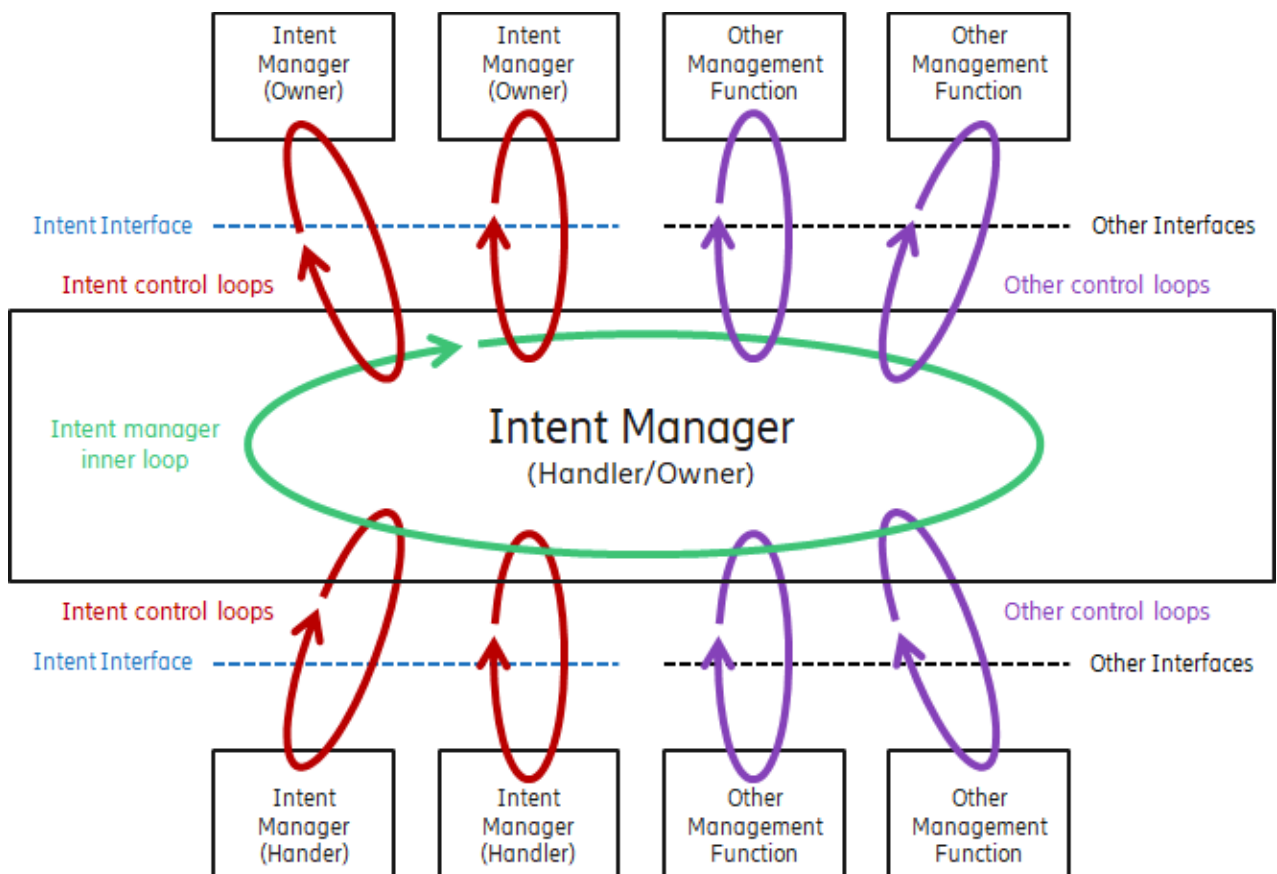 Intent
Manager
(Owner)
Intent
Manager
(Owner)
Other
Management
Function
Other
Management
Function
Intent Interface
Other Interfaces
Intent control loops
Other control loops
Intent manager
inner loop
Intent Manager
(Handler/Owner)
Intent control loops
Other control loops
Intent Interface
Other Interfaces
Intent
Manager
(Hander)
Intent
Manager
(Handler)
Other
Management
Function
Other
Management
Function